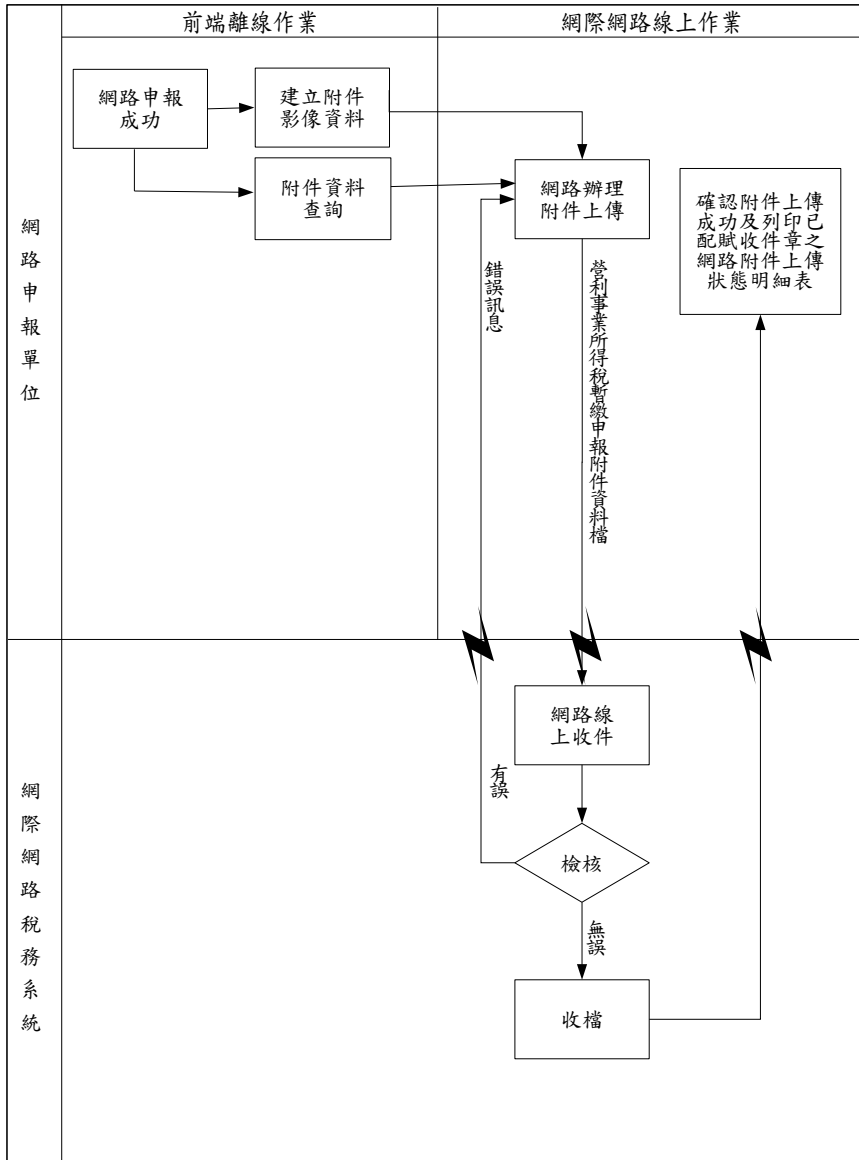 前端離線作業
網際網路線上作業
網路申報單位
網路申報
成功
建立附件
影像資料
附件資料
查詢
網路辦理
附件上傳
確認附件上傳
成功及列印已
配賦收件章之
網路附件上傳
狀態明細表
錯誤訊息
營利事業所得稅暫繳申報附件資料檔
網際網路稅務系統
網路線
上收件
有誤
檢核
無誤
收檔